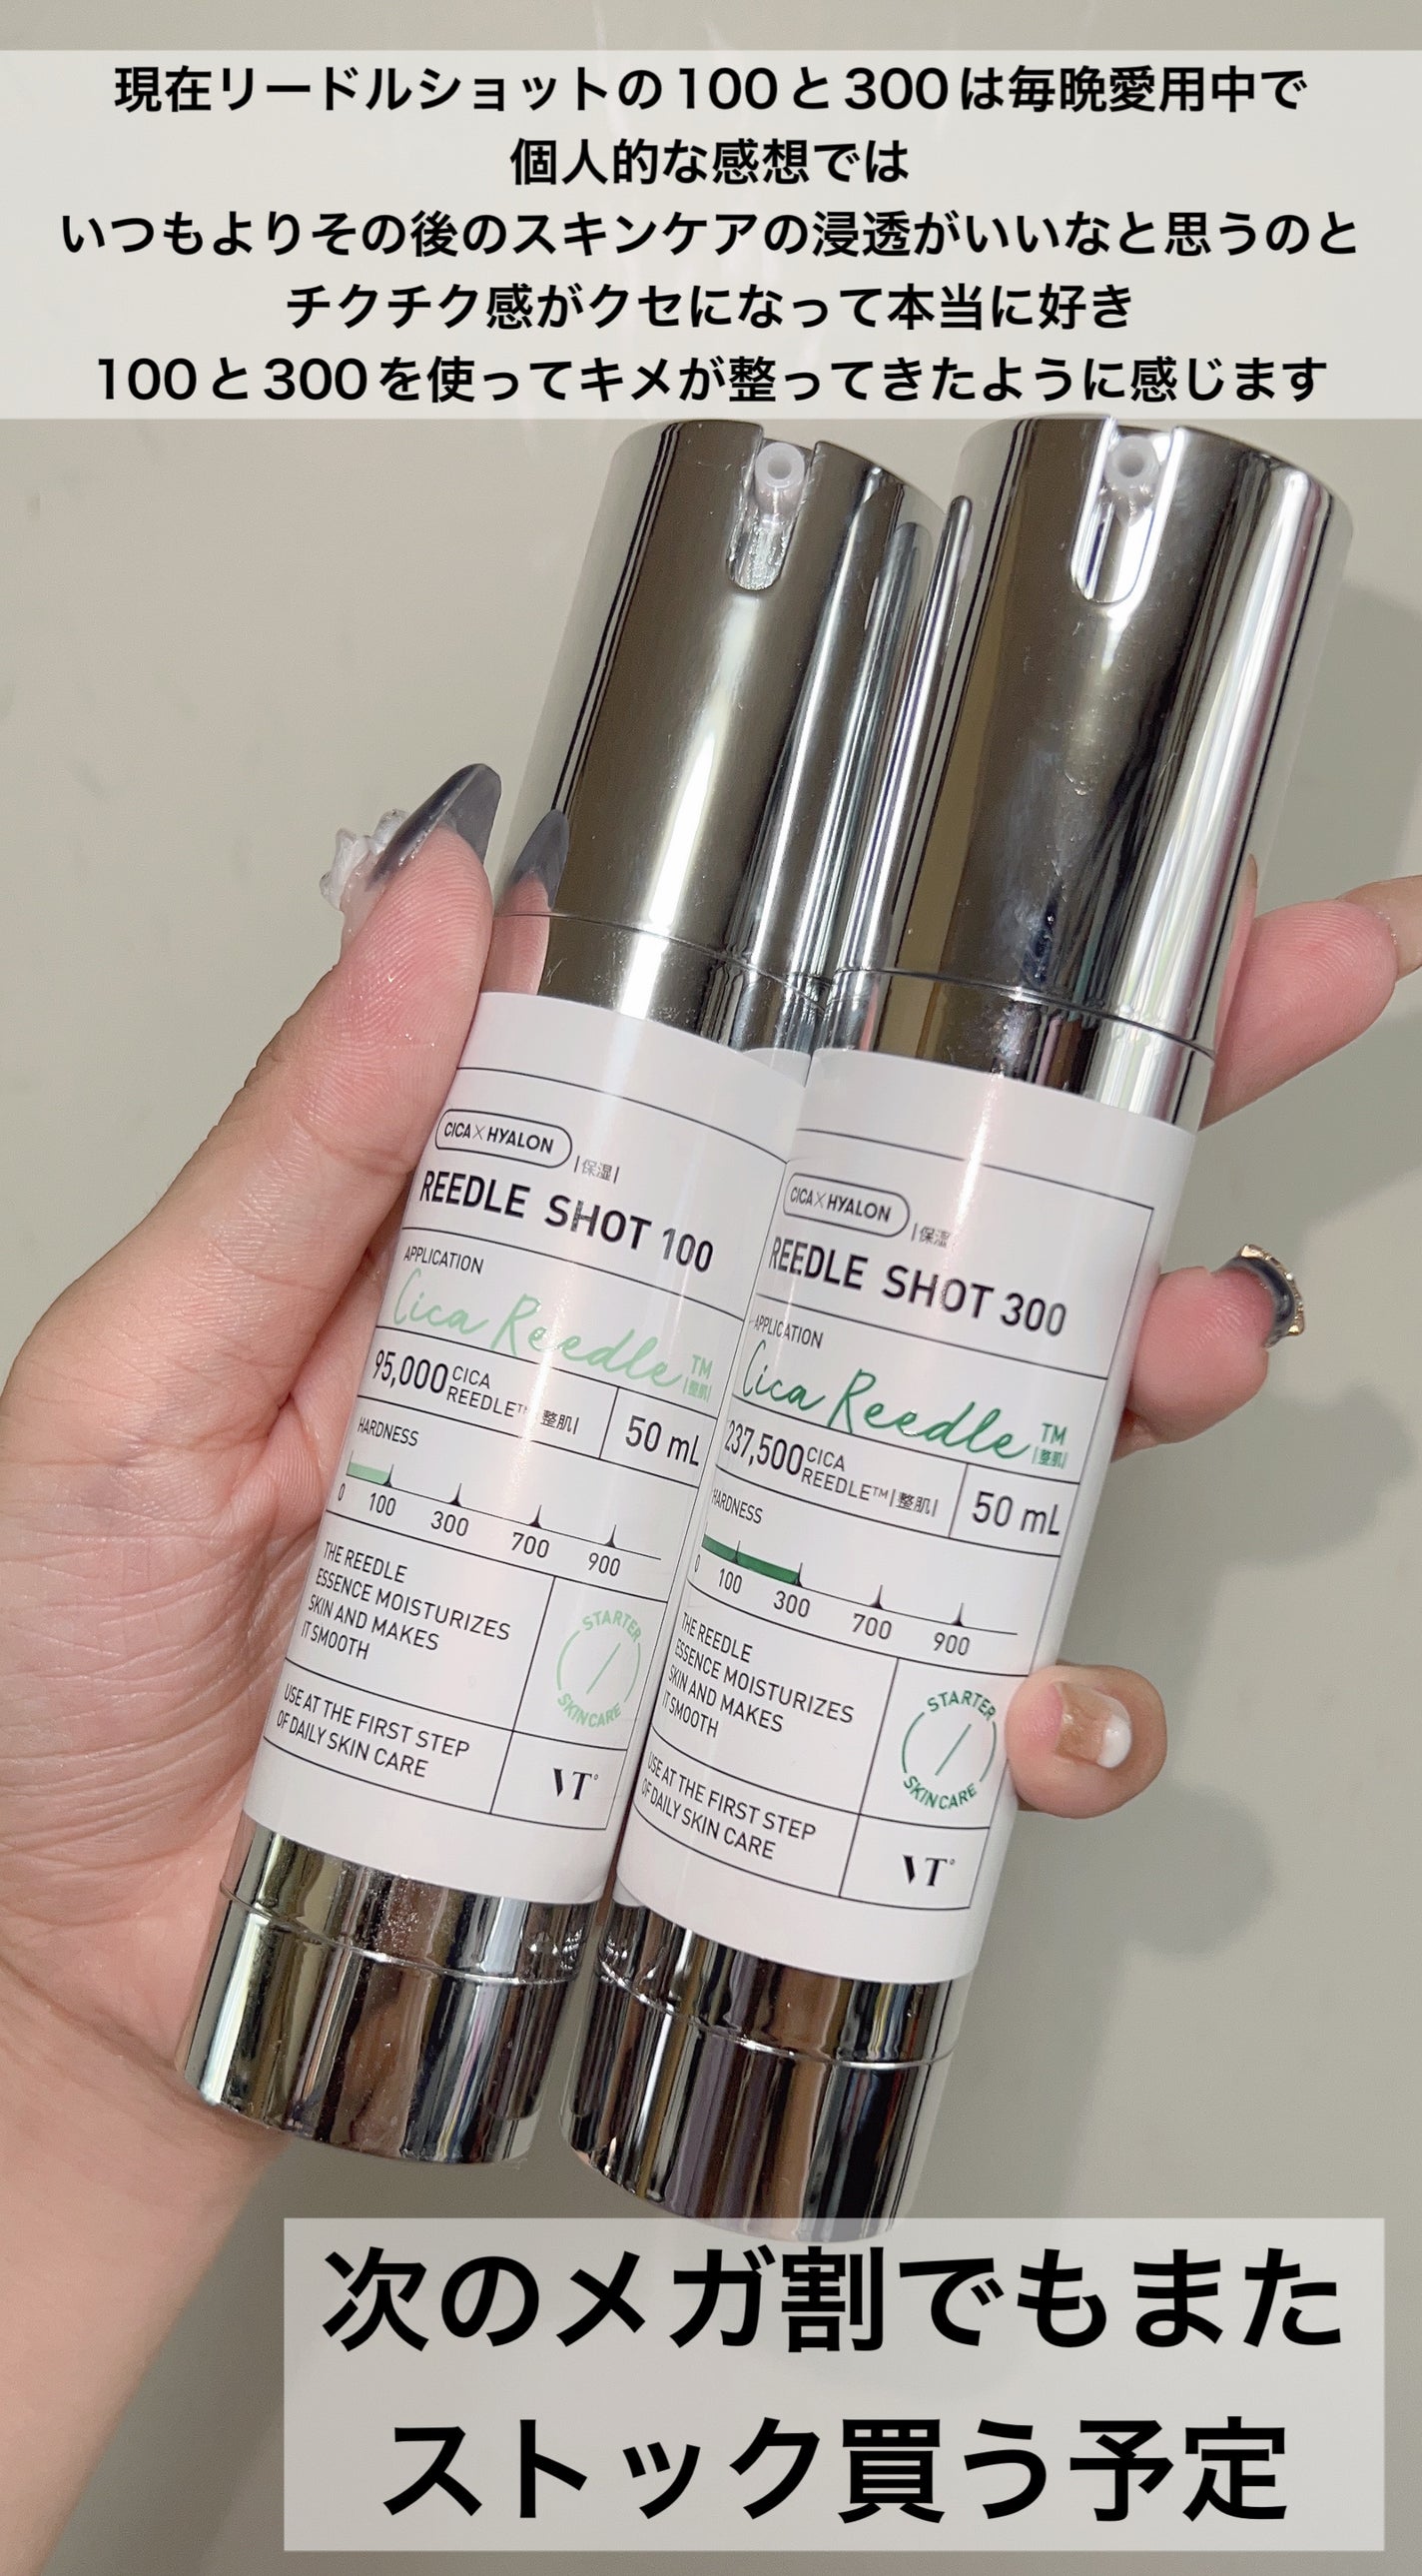 現在リードルショットの100と300は毎晩愛用中で
個人的な感想では
いつもよりその後のスキンケアの浸透がいいなと思うのと
チクチク感がクセになって本当に好き
100と300を使ってキメが整ってきたように感じます
CICA×HYALON |保湿|
REEDLE SHOT 100
APPLICATION
Cica Reedle™ |整肌|
95,000 CICA
REEDLE™ |整肌|
50 mL
HARDNESS
0 100 300 700 900
THE REEDLE
ESSENCE MOISTURIZES
SKIN AND MAKES
IT SMOOTH
STARTER
SKINCARE
USE AT THE FIRST STEP
OF DAILY SKIN CARE
VT°
CICA×HYALON |保湿
REEDLE SHOT 300
APPLICATION
Cica Reedle™ |整肌|
237,500 CICA
REEDLE™ |整肌|
50 mL
HARDNESS
0 100 300 700 900
THE REEDLE
ESSENCE MOISTURIZES
SKIN AND MAKES
IT SMOOTH
STARTER
SKINCARE
USE AT THE FIRST STEP
OF DAILY SKIN CARE
VT°
次のメガ割でもまた
ストック買う予定